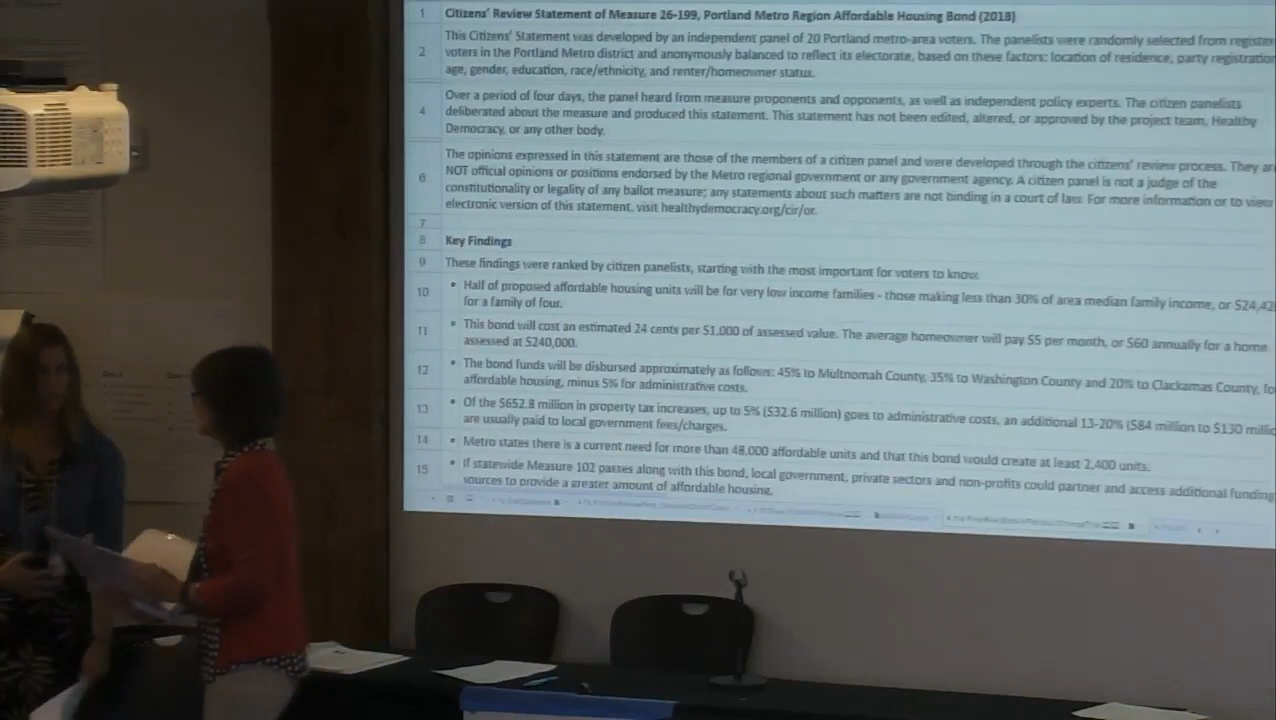 1 Citizens' Review Statement of Measure 26-199, Portland Metro Region Affordable Housing Bond (2018)
2 This Citizens' Statement was developed by an independent panel of 20 Portland metro-area voters. The panelists were randomly selected from register
voters in the Portland Metro district and anonymously balanced to reflect its electorate, based on these factors: location of residence, party registration
age, gender, education, race/ethnicity, and renter/homeowner status.
4 Over a period of four days, the panel heard from measure proponents and opponents, as well as independent policy experts. The citizen panelists
deliberated about the measure and produced this statement. This statement has not been edited, altered, or approved by the project team, Healthy
Democracy, or any other body.
6 The opinions expressed in this statement are those of the members of a citizen panel and were developed through the citizens' review process. They ar
NOT official opinions or positions endorsed by the Metro regional government or any government agency. A citizen panel is not a judge of the
constitutionality or legality of any ballot measure; any statements about such matters are not binding in a court of law. For more information or to view
electronic version of this statement, visit healthydemocracy.org/cir/or.
7
8 Key Findings
9 These findings were ranked by citizen panelists, starting with the most important for voters to know.
10 • Half of proposed affordable housing units will be for very low income families - those making less than 30% of area median family income, or $24,42
for a family of four.
11 • This bond will cost an estimated 24 cents per $1,000 of assessed value. The average homeowner will pay $5 per month, or $60 annually for a home
assessed at $240,000.
12 • The bond funds will be disbursed approximately as follows: 45% to Multnomah County, 35% to Washington County and 20% to Clackamas County, fo
affordable housing, minus 5% for administrative costs.
13 • Of the $652.8 million in property tax increases, up to 5% ($32.6 million) goes to administrative costs, an additional 13-20% ($84 million to $130 millio
are usually paid to local government fees/charges.
14 • Metro states there is a current need for more than 48,000 affordable units and that this bond would create at least 2,400 units.
15 • If statewide Measure 102 passes along with this bond, local government, private sectors and non-profits could partner and access additional funding
sources to provide a greater amount of affordable housing.